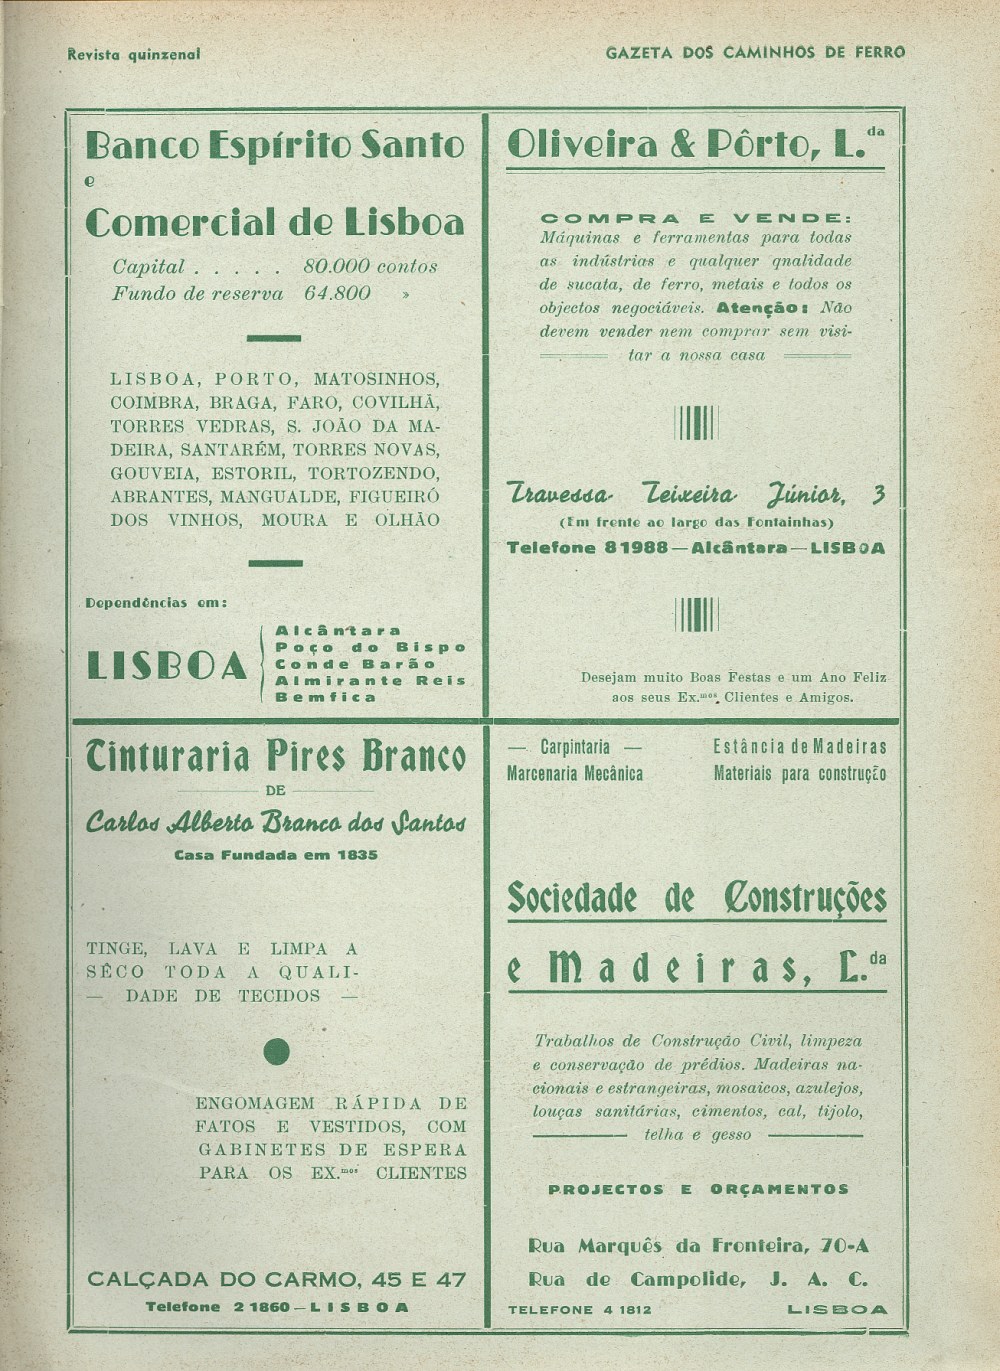 Revista quinzenal
GAZETA DOS CAMINHOS DE FERRO
Banco Espírito Santo
e
Comercial de Lisboa
Capital . . . . . 80.000 contos
Fundo de reserva 64.800 »
LISBOA, PORTO, MATOSINHOS,
COIMBRA, BRAGA, FARO, COVILHÃ,
TORRES VEDRAS, S. JOÃO DA MA-
DEIRA, SANTARÉM, TORRES NOVAS,
GOUVEIA, ESTORIL, TORTOZENDO,
ABRANTES, MANGUALDE, FIGUEIRÓ
DOS VINHOS, MOURA E OLHÃO
Dependências em:
LISBOA
Alcântara
Poço do Bispo
Conde Barão
Almirante Reis
Bemfica
Oliveira & Pôrto, L.da
COMPRA E VENDE:
Máquinas e ferramentas para todas
as indústrias e qualquer qnalidade
de sucata, de ferro, metais e todos os
objectos negociáveis. Atenção: Não
devem vender nem comprar sem visi-
tar a nossa casa
Travessa Teixeira Júnior, 3
(Em frente ao largo das Fontainhas)
Telefone 81988—Alcântara—LISBOA
Desejam muito Boas Festas e um Ano Feliz
aos seus Ex.mos. Clientes e Amigos.
Tinturaria Pires Branco
DE
Carlos Alberto Branco dos Santos
Casa Fundada em 1835
TINGE, LAVA E LIMPA A
SÊCO TODA A QUALI-
— DADE DE TECIDOS —
ENGOMAGEM RÁPIDA DE
FATOS E VESTIDOS, COM
GABINETES DE ESPERA
PARA OS EX.mos CLIENTES
CALÇADA DO CARMO, 45 E 47
Telefone 21860—LISBOA
— Carpintaria —
Marcenaria Mecânica
Estância de Madeiras
Materiais para construção
Sociedade de Construções
e Madeiras, L.da
Trabalhos de Construção Civil, limpeza
e conservação de prédios. Madeiras na-
cionais e estrangeiras, mosaicos, azulejos,
louças sanitárias, cimentos, cal, tijolo,
telha e gesso
PROJECTOS E ORÇAMENTOS
Rua Marquês da Fronteira, 70-A
Rua de Campolide, J. A. C.
TELEFONE 4 1812 LISBOA